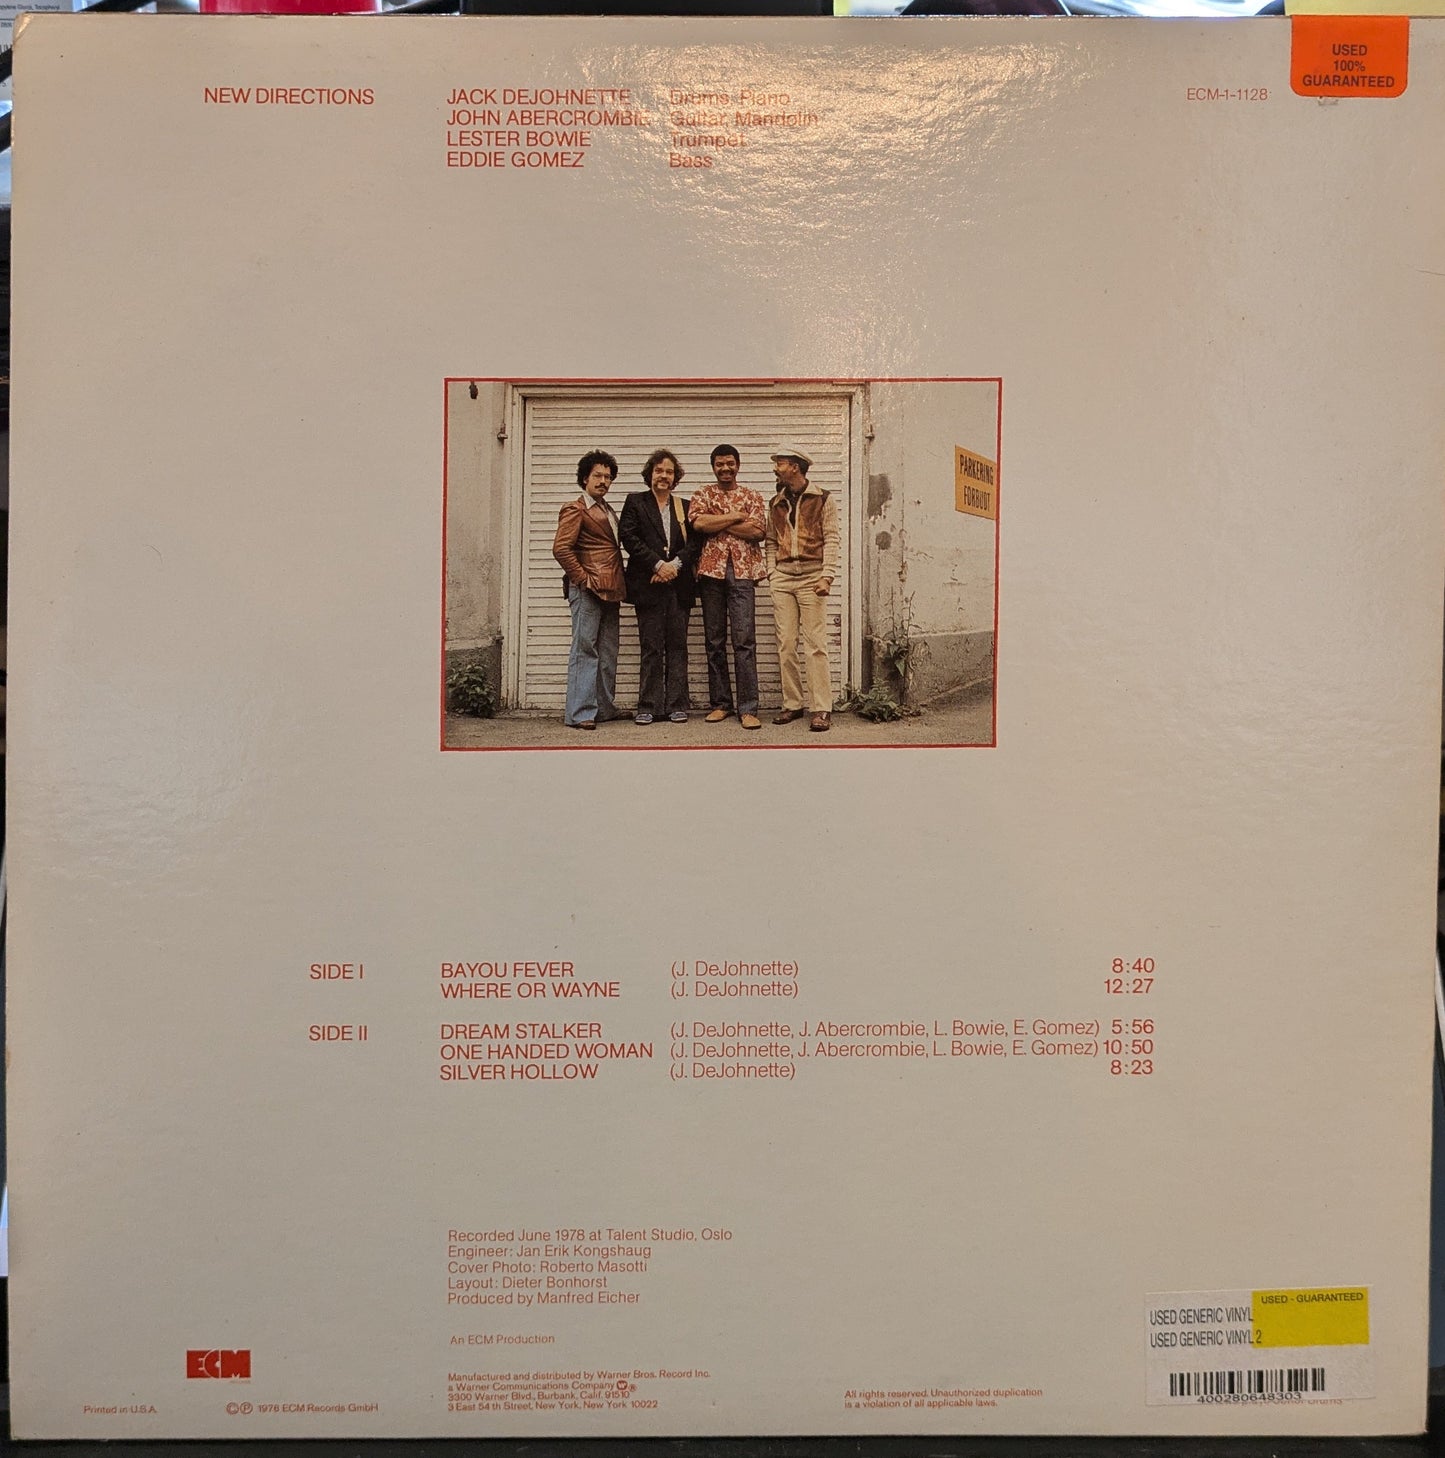 USED
100%
GUARANTEED
NEW DIRECTIONS JACK DEJOHNETTE Drums, Piano ECM-1-1128
JOHN ABERCROMBIE Guitar, Mandolin
LESTER BOWIE Trumpet
EDDIE GOMEZ Bass
PARKERING
FORBUDT
SIDE I BAYOU FEVER (J. DeJohnette) 8:40
WHERE OR WAYNE (J. DeJohnette) 12:27
SIDE II DREAM STALKER (J. DeJohnette, J. Abercrombie, L. Bowie, E. Gomez) 5:56
ONE HANDED WOMAN (J. DeJohnette, J. Abercrombie, L. Bowie, E. Gomez) 10:50
SILVER HOLLOW (J. DeJohnette) 8:23
Recorded June 1978 at Talent Studio, Oslo
Engineer: Jan Erik Kongshaug
Cover Photo: Roberto Masotti
Layout: Dieter Bonhorst
Produced by Manfred Eicher
An ECM Production
ECM
Manufactured and distributed by Warner Bros. Record Inc.
a Warner Communications Company
3300 Warner Blvd., Burbank, Calif. 91510
3 East 54 th Street, New York, New York 10022
All rights reserved. Unauthorized duplication
is a violation of all applicable laws.
Printed in U.S.A.
©℗ 1978 ECM Records GmbH
USED - GUARANTEED
USED GENERIC VINYL
USED GENERIC VINYL 2
400280648303